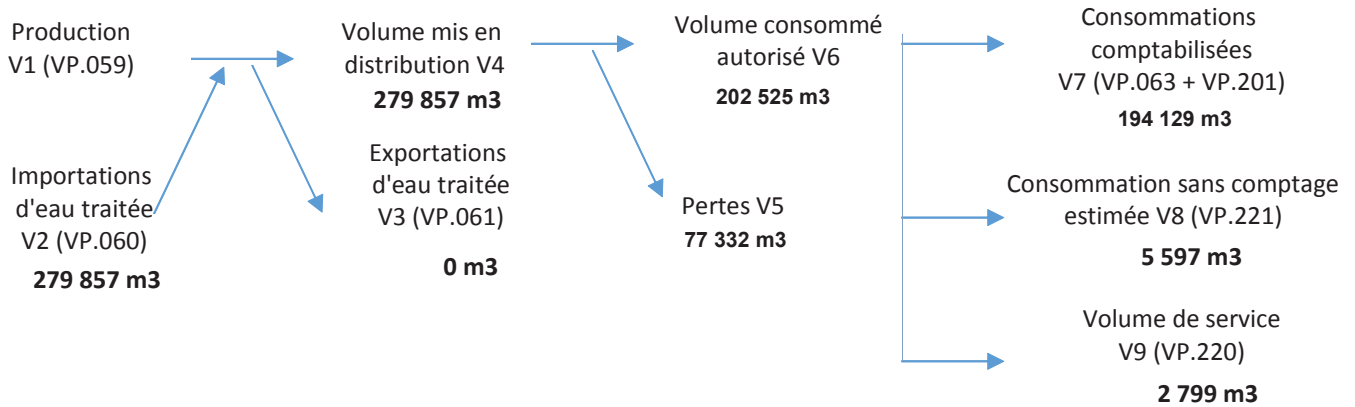 Production
V1 (VP.059)
Importations
d'eau traitée
V2 (VP.060)
279 857 m3
Volume mis en
distribution V4
279 857 m3
Exportations
d'eau traitée
V3 (VP.061)
0 m3
Volume consommé
autorisé V6
202 525 m3
Pertes V5
77 332 m3
Consommations
comptabilisées
V7 (VP.063 + VP.201)
194 129 m3
Consommation sans comptage
estimée V8 (VP.221)
5 597 m3
Volume de service
V9 (VP.220)
2 799 m3